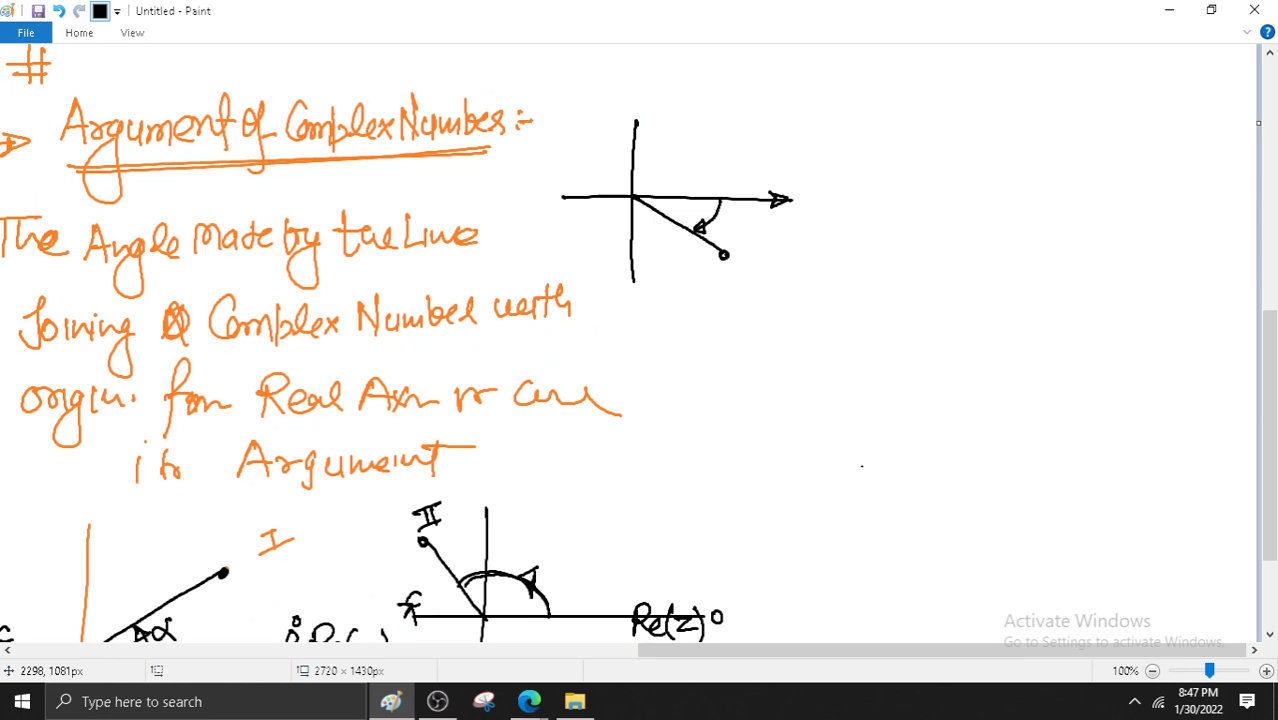 Untitled - Paint
File Home View
#
Argument of Complex Number :-
The Angle Made by the Line
Joining a Complex Number with
origin. from Real Axis is
its Argument
I
II
α
Re(z)
Activate Windows
Go to Settings to activate Windows.
2298, 1081px
2720 × 1430px
100%
Type here to search
8:47 PM
1/30/2022